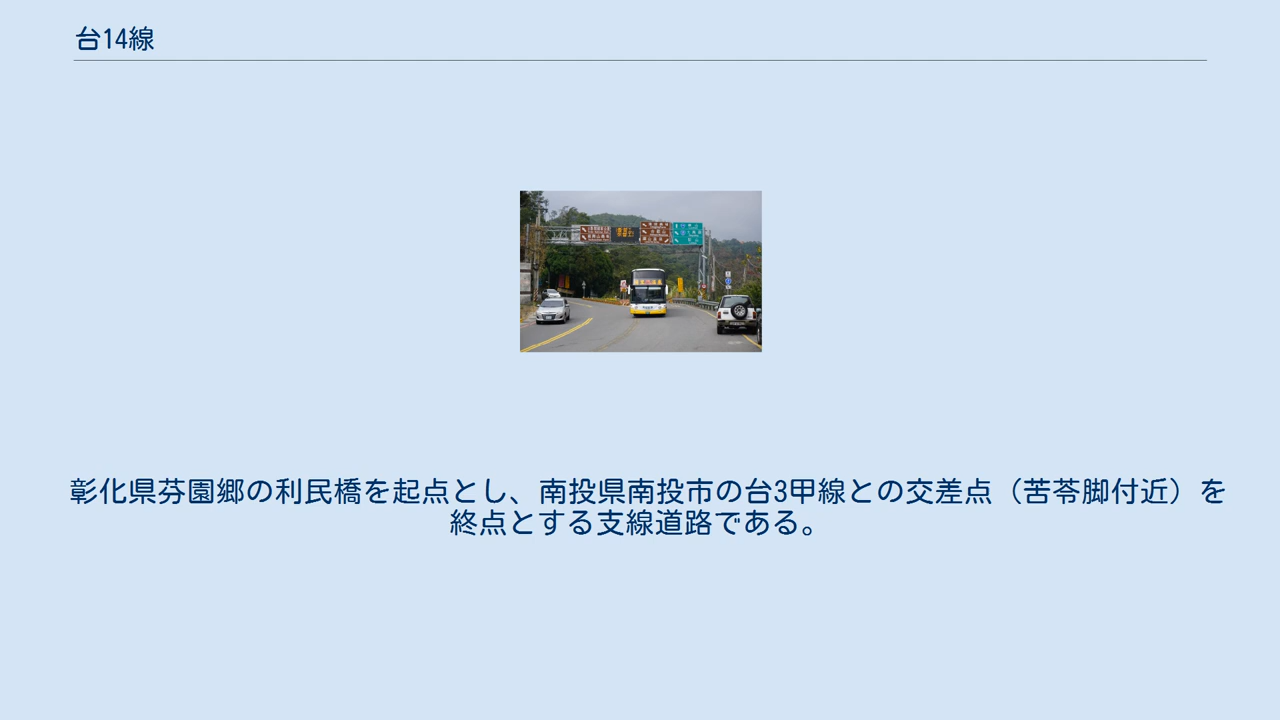 台14線
彰化県芬園郷の利民橋を起点とし、南投県南投市の台3甲線との交差点（苦苓脚付近）を
終点とする支線道路である。